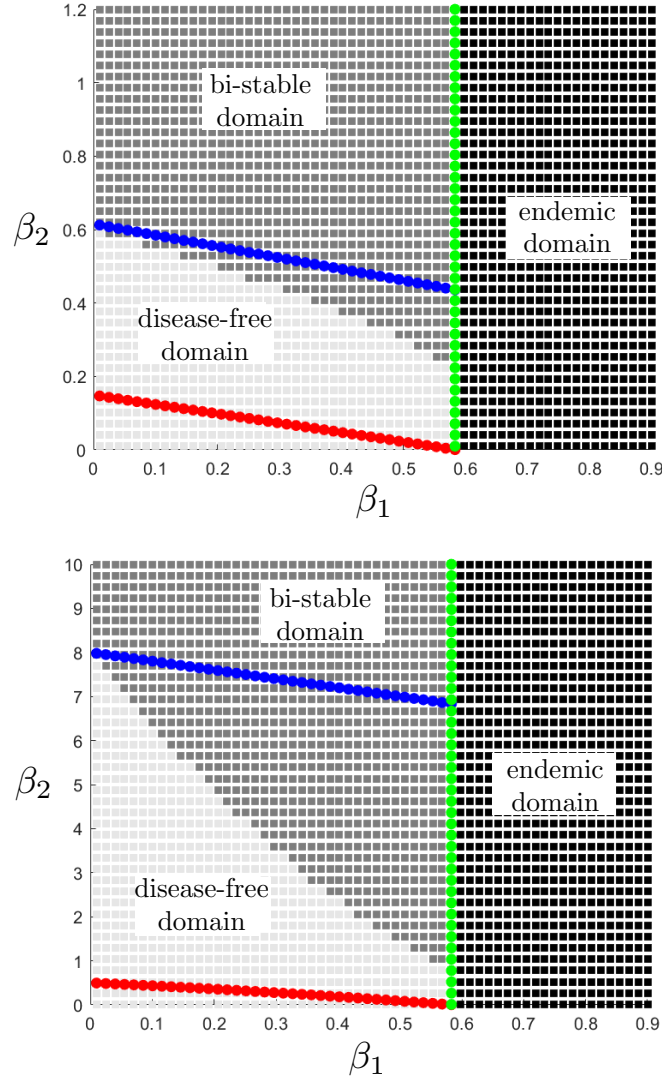 1.2
1
0.8
0.6
0.4
0.2
0
β₂
bi-stable
domain
endemic
domain
disease-free
domain
0 0.1 0.2 0.3 0.4 0.5 0.6 0.7 0.8 0.9
β₁
10
9
8
7
6
5
4
3
2
1
0
β₂
bi-stable
domain
endemic
domain
disease-free
domain
0 0.1 0.2 0.3 0.4 0.5 0.6 0.7 0.8 0.9
β₁